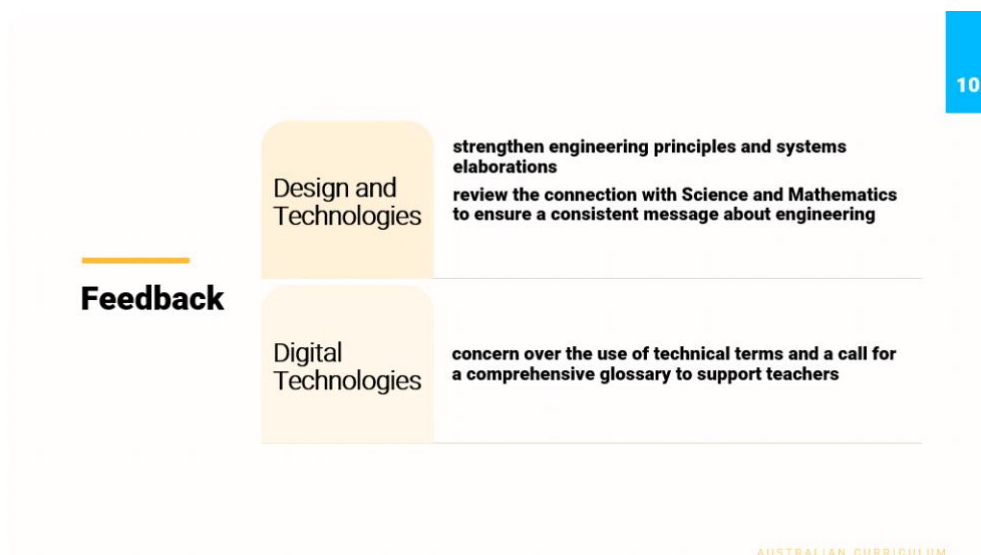 10
Feedback
Design and
Technologies
strengthen engineering principles and systems
elaborations
review the connection with Science and Mathematics
to ensure a consistent message about engineering
Digital
Technologies
concern over the use of technical terms and a call for
a comprehensive glossary to support teachers
AUSTRALIAN CURRICULUM